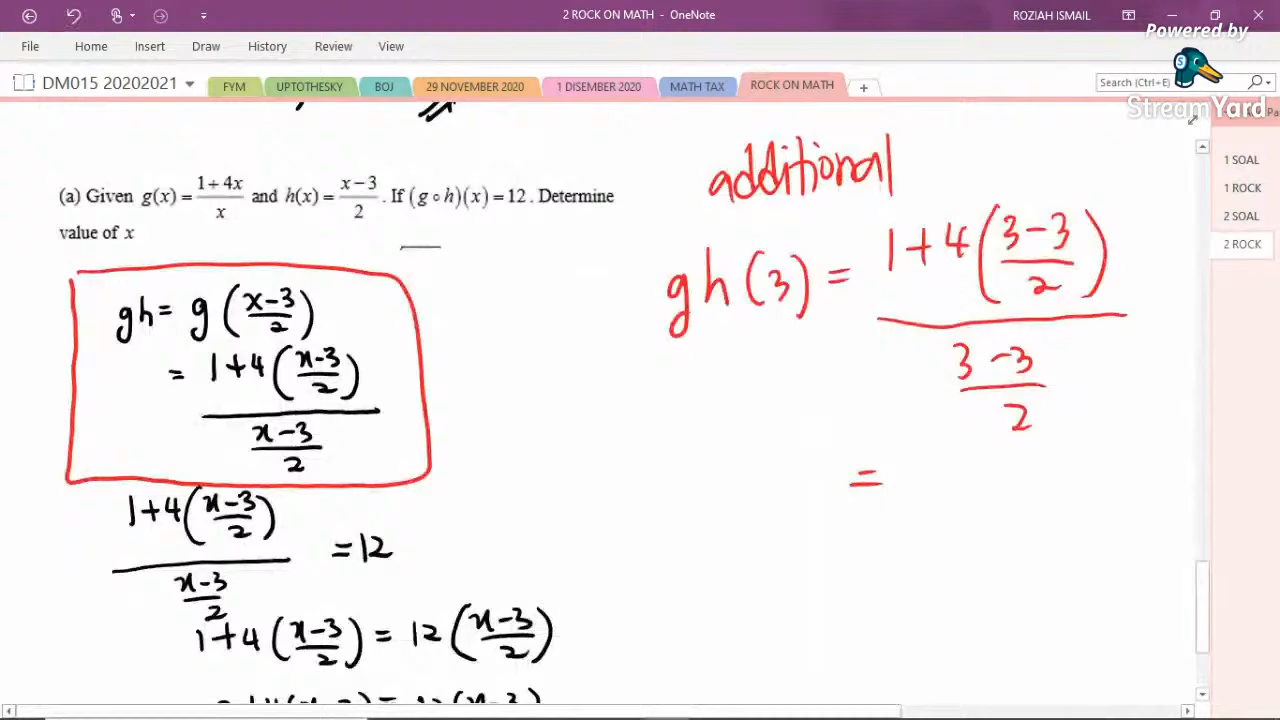 2 ROCK ON MATH - OneNote
ROZIAH ISMAIL
Powered by
StreamYard
File Home Insert Draw History Review View
DM015 20202021
FYM UPTOTHESKY BOJ 29 NOVEMBER 2020 1 DISEMBER 2020 MATH TAX ROCK ON MATH +
Search (Ctrl+E)
1 SOAL
1 ROCK
2 SOAL
2 ROCK
(a) Given g(x) = (1+4x)/x and h(x) = (x−3)/2 . If (g∘h)(x) = 12 . Determine
value of x
gh = g((x-3)/2)
= (1+4((x-3)/2))/((x-3)/2)
(1+4((x-3)/2))/((x-3)/2) = 12
1+4((x-3)/2) = 12((x-3)/2)
additional
gh(3) = (1+4((3-3)/2))/((3-3)/2)
=